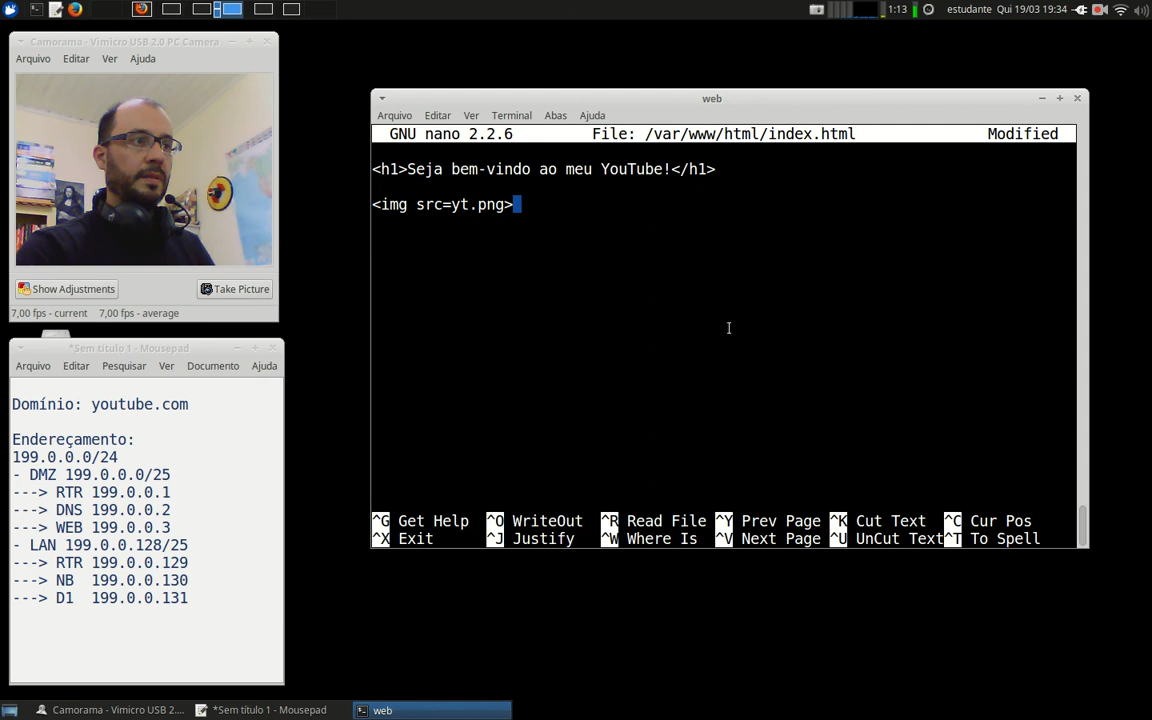 1:13 estudante Qui 19/03 19:34
Camorama - Vimicro USB 2.0 PC Camera
Arquivo Editar Ver Ajuda
Show Adjustments Take Picture
7,00 fps - current 7,00 fps - average
*Sem título 1 - Mousepad
Arquivo Editar Pesquisar Ver Documento Ajuda
Domínio: youtube.com
Endereçamento:
199.0.0.0/24
- DMZ 199.0.0.0/25
---> RTR 199.0.0.1
---> DNS 199.0.0.2
---> WEB 199.0.0.3
- LAN 199.0.0.128/25
---> RTR 199.0.0.129
---> NB 199.0.0.130
---> D1 199.0.0.131
web
Arquivo Editar Ver Terminal Abas Ajuda
GNU nano 2.2.6 File: /var/www/html/index.html Modified
<h1>Seja bem-vindo ao meu YouTube!</h1>
<img src=yt.png>
^G Get Help ^O WriteOut ^R Read File ^Y Prev Page ^K Cut Text ^C Cur Pos
^X Exit ^J Justify ^W Where Is ^V Next Page ^U UnCut Text ^T To Spell
Camorama - Vimicro USB 2.... *Sem título 1 - Mousepad web